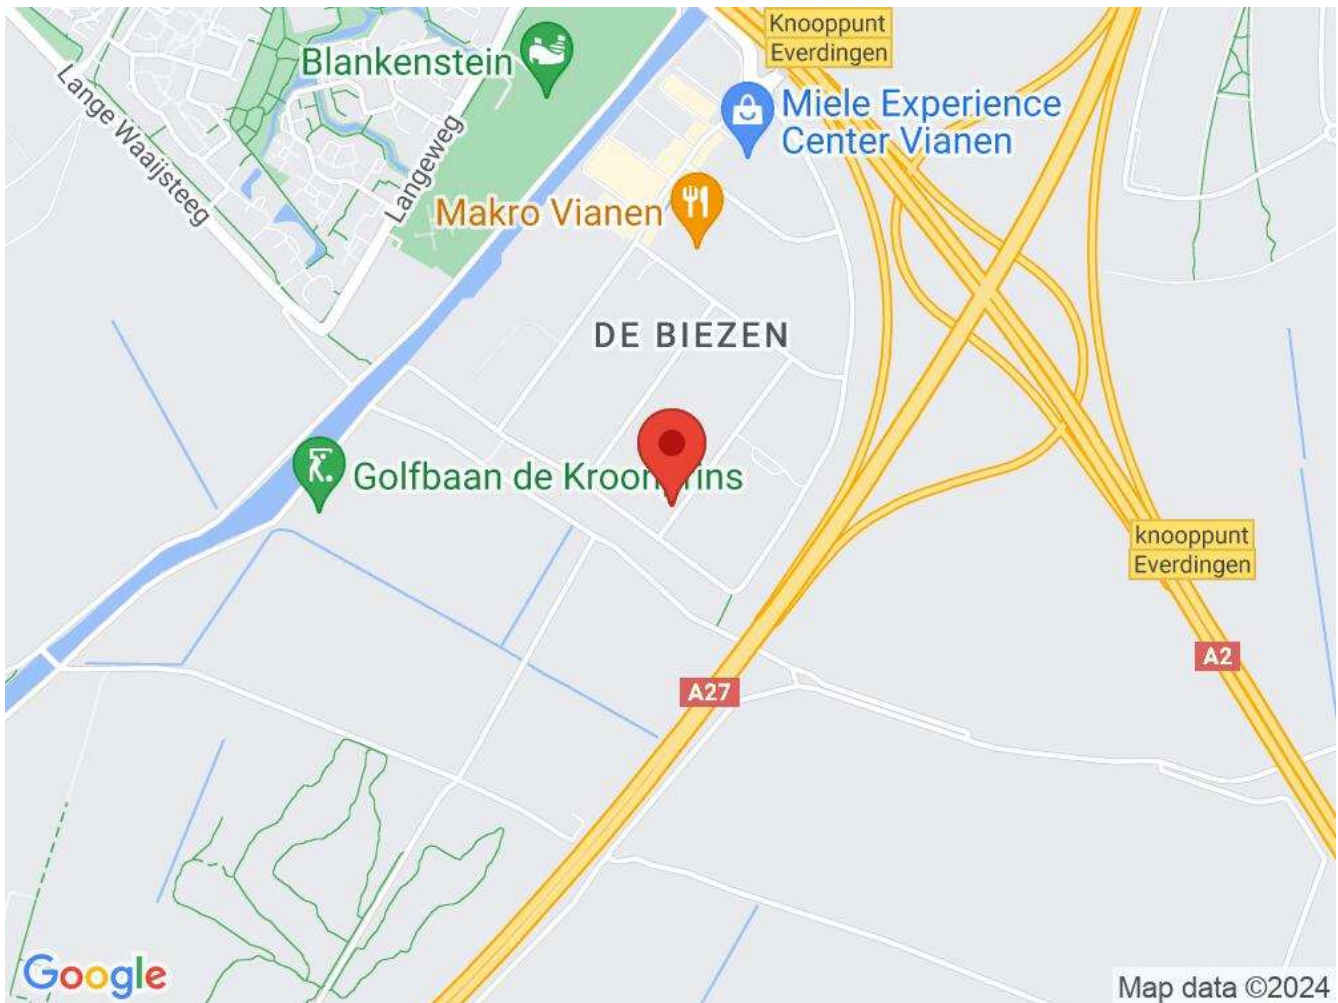 Knooppunt
Everdingen
Blankenstein
Lange Waaijsteeg
Langeweg
Miele Experience
Center Vianen
Makro Vianen
DE BIEZEN
Golfbaan de Kroonprins
knooppunt
Everdingen
A2
A27
Google
Map data ©2024